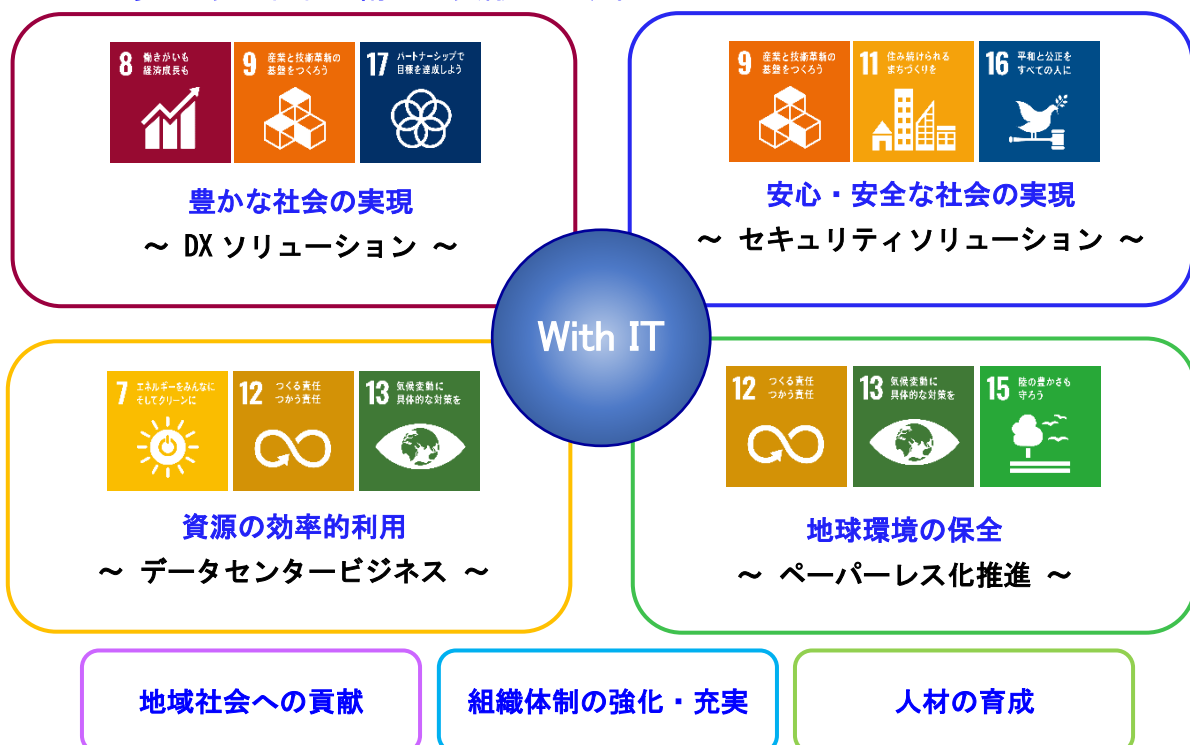 8 働きがいも
経済成長も
9 産業と技術革新の
基盤をつくろう
17 パートナーシップで
目標を達成しよう
豊かな社会の実現
～ DX ソリューション ～
9 産業と技術革新の
基盤をつくろう
11 住み続けられる
まちづくりを
16 平和と公正を
すべての人に
安心・安全な社会の実現
～ セキュリティソリューション ～
With IT
7 エネルギーをみんなに
そしてクリーンに
12 つくる責任
つかう責任
13 気候変動に
具体的な対策を
資源の効率的利用
～ データセンタービジネス ～
12 つくる責任
つかう責任
13 気候変動に
具体的な対策を
15 陸の豊かさも
守ろう
地球環境の保全
～ ペーパーレス化推進 ～
地域社会への貢献
組織体制の強化・充実
人材の育成